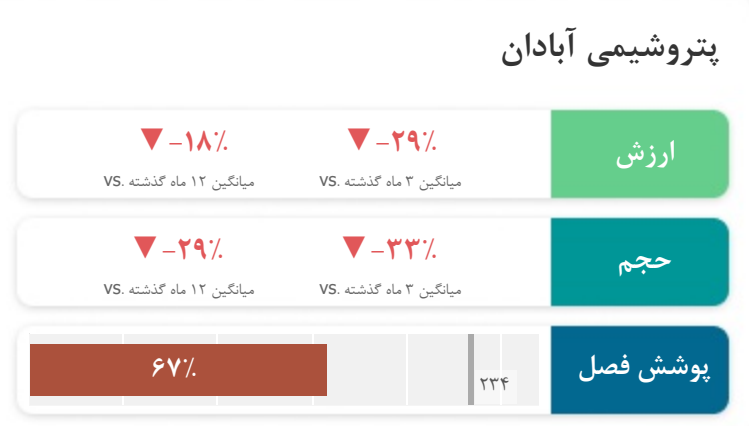 پتروشیمی آبادان
ارزش
-۲۹٪ ▼ -۱۸٪ ▼
میانگین ۳ ماه گذشته .VS میانگین ۱۲ ماه گذشته .VS
حجم
-۳۳٪ ▼ -۲۹٪ ▼
میانگین ۳ ماه گذشته .VS میانگین ۱۲ ماه گذشته .VS
پوشش فصل
۶۷٪
۲۳۴